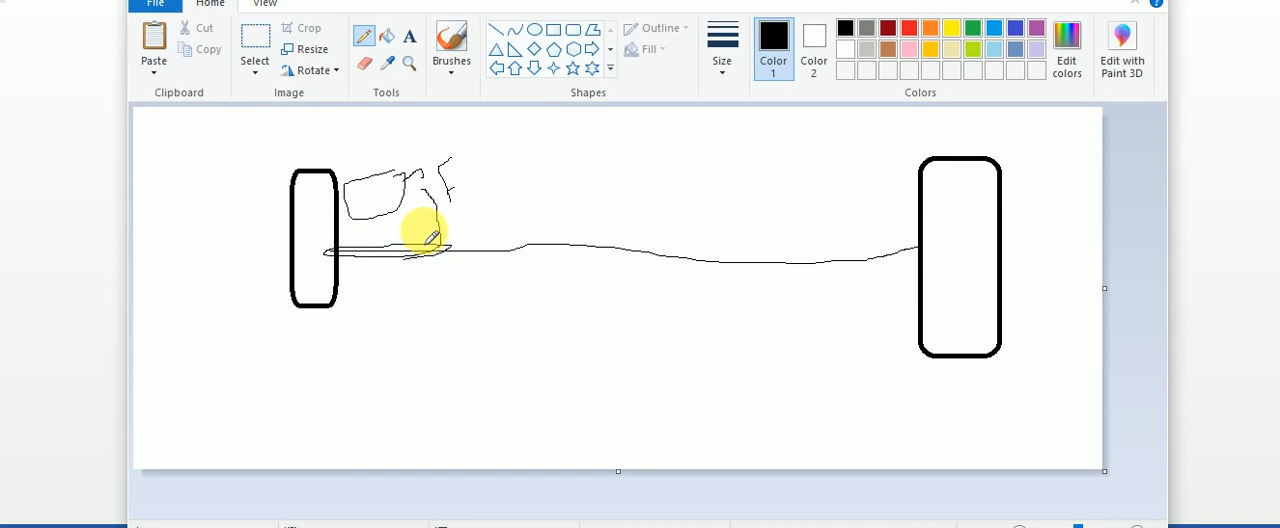 File Home View
Paste Cut Copy
Select Crop Resize Rotate
A
Brushes
Outline Fill
Size
Color 1
Color 2
Edit colors
Edit with Paint 3D
Clipboard Image Tools Shapes Colors